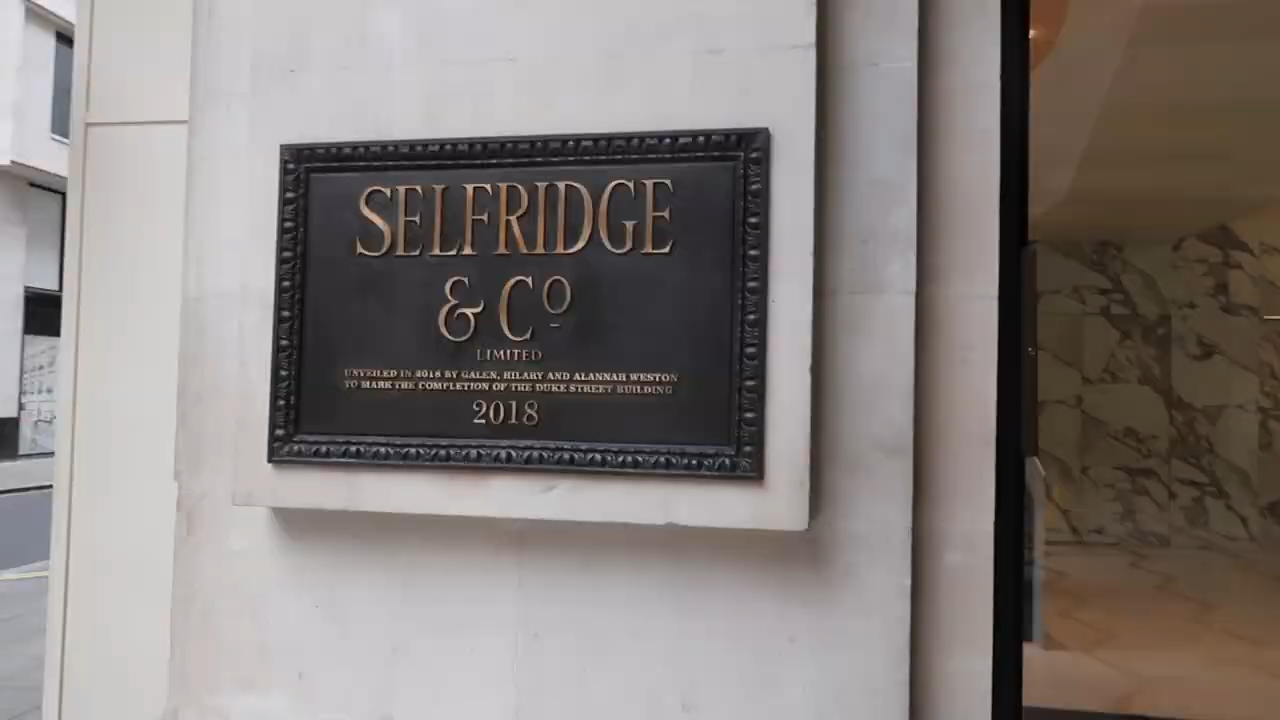 SELFRIDGE
& Cº
LIMITED
UNVEILED IN 2018 BY GALEN, HILARY AND ALANNAH WESTON
TO MARK THE COMPLETION OF THE DUKE STREET BUILDING
2018